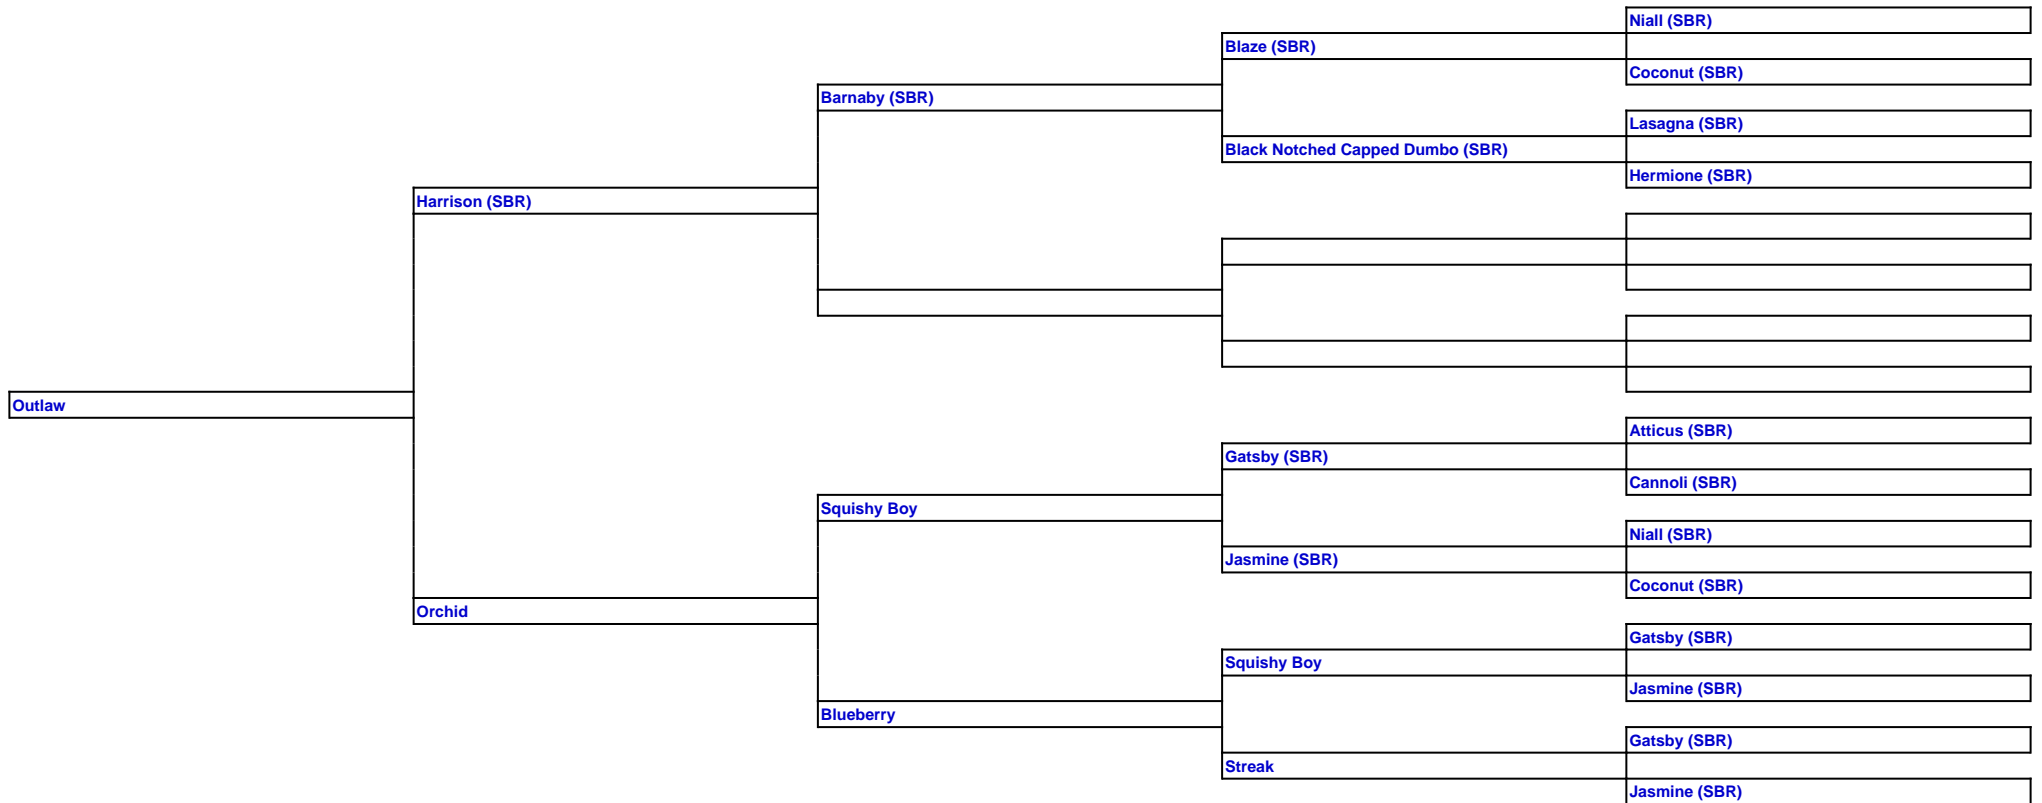 Niall (SBR)
Blaze (SBR)
Coconut (SBR)
Barnaby (SBR)
Lasagna (SBR)
Black Notched Capped Dumbo (SBR)
Hermione (SBR)
Harrison (SBR)
Outlaw
Atticus (SBR)
Gatsby (SBR)
Cannoli (SBR)
Squishy Boy
Niall (SBR)
Jasmine (SBR)
Coconut (SBR)
Orchid
Gatsby (SBR)
Squishy Boy
Jasmine (SBR)
Blueberry
Gatsby (SBR)
Streak
Jasmine (SBR)